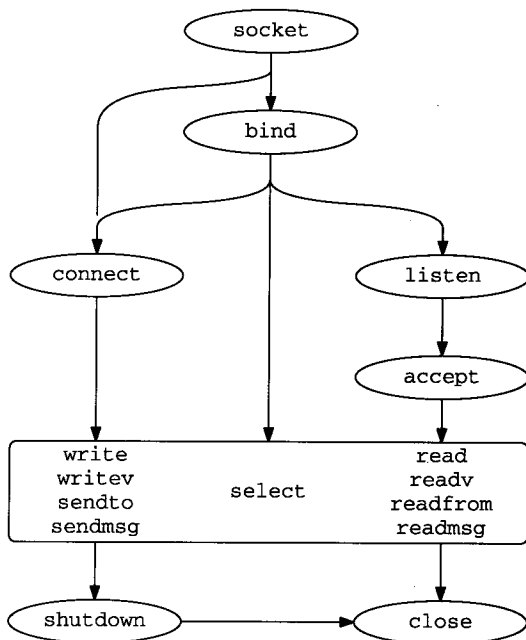 socket
bind
connect
listen
accept
write
writev
sendto
sendmsg
select
read
readv
readfrom
readmsg
shutdown
close